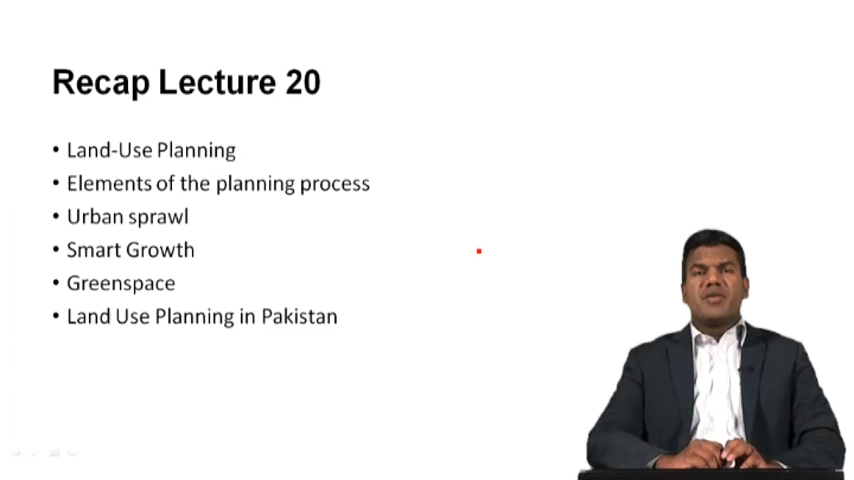 Recap Lecture 20
• Land-Use Planning
• Elements of the planning process
• Urban sprawl
• Smart Growth
• Greenspace
• Land Use Planning in Pakistan